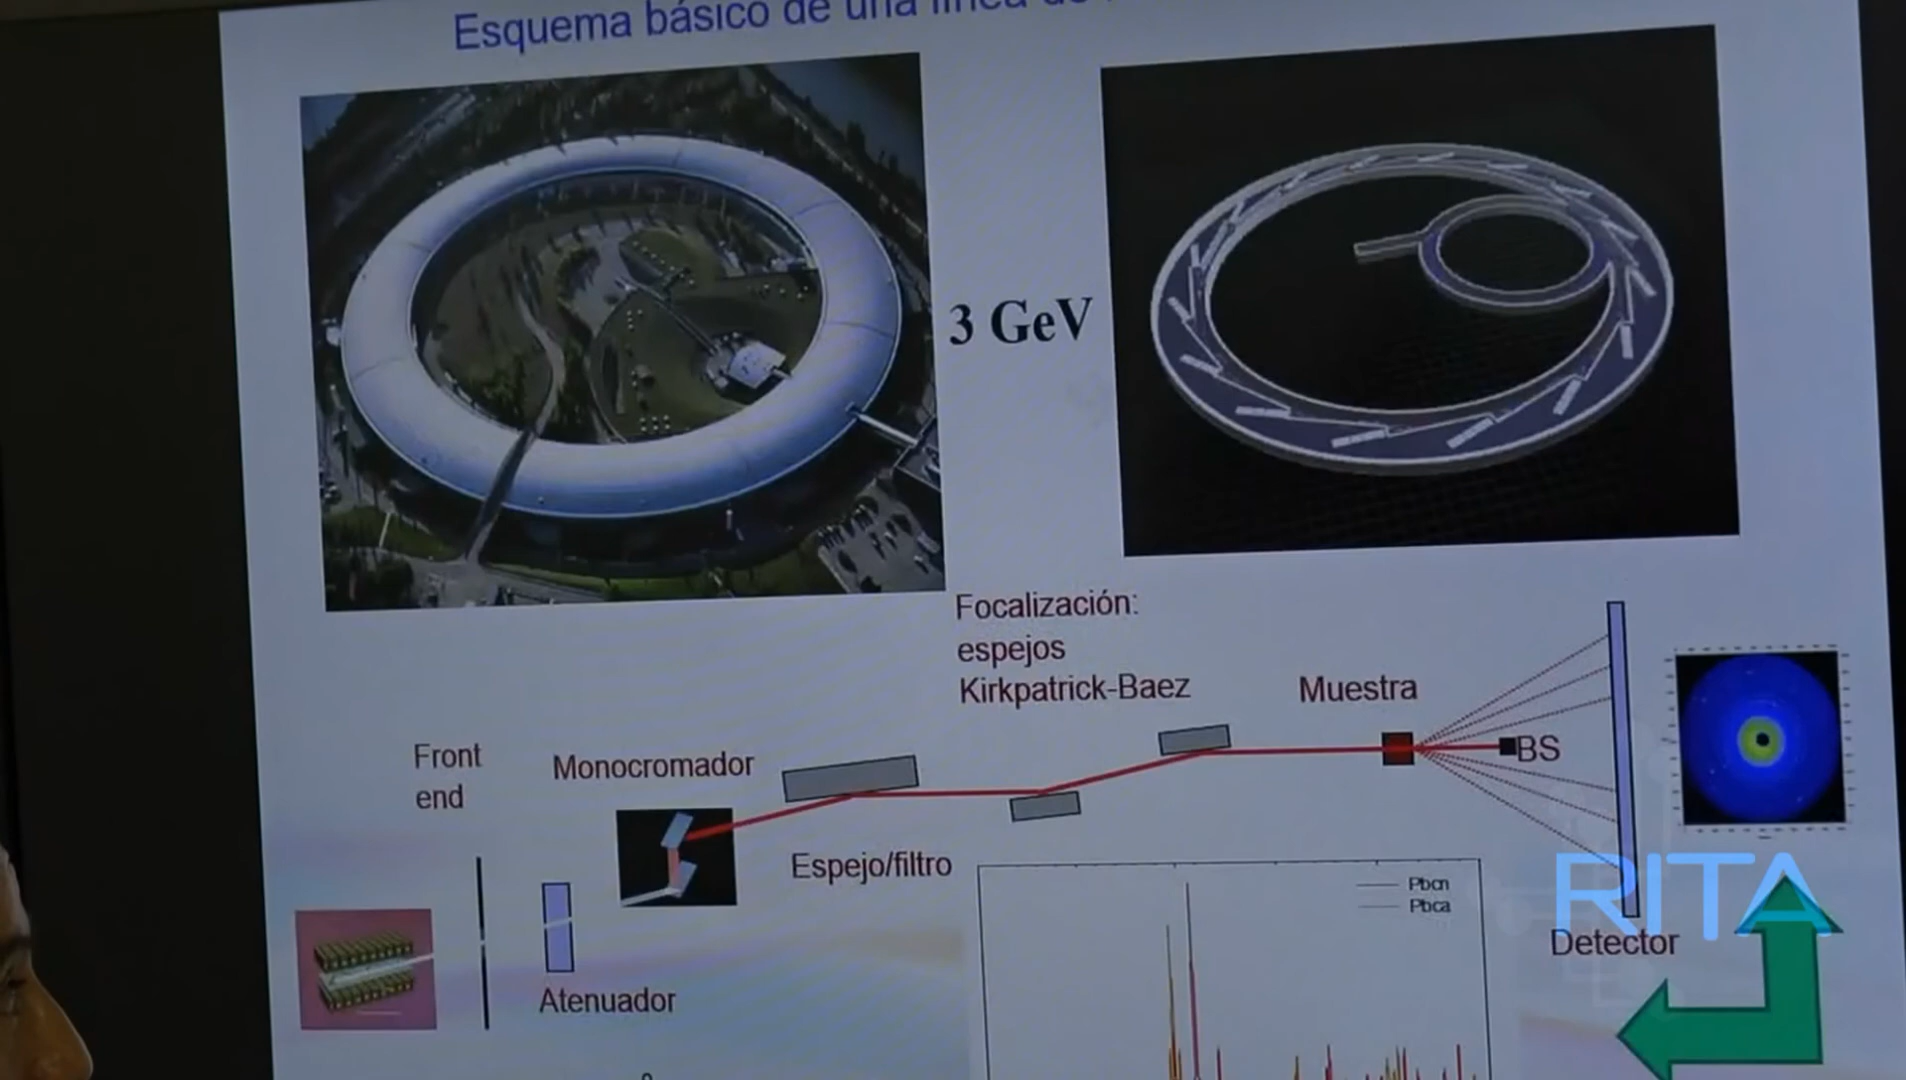 Esquema básico de una línea de
3 GeV
Focalización:
espejos
Kirkpatrick-Baez
Muestra
BS
Front
end
Monocromador
Espejo/filtro
Pbcn
Pbca
RITA
Detector
Atenuador